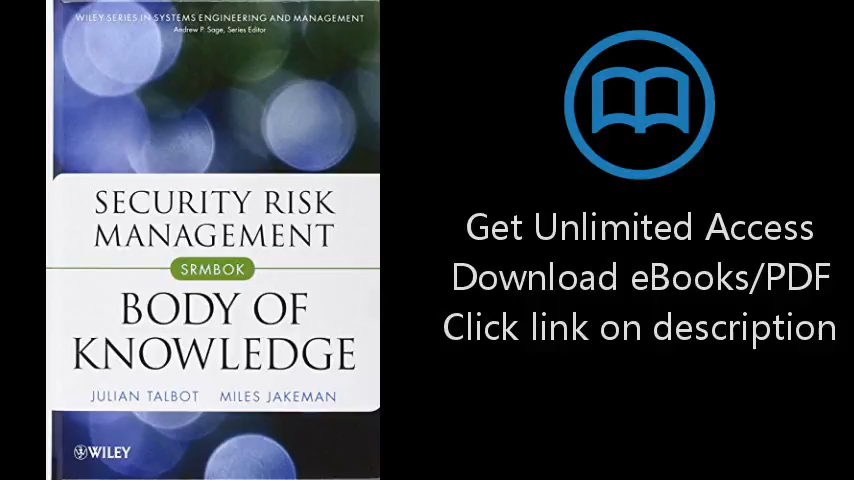 WILEY SERIES IN SYSTEMS ENGINEERING AND MANAGEMENT
Andrew P. Sage, Series Editor
SECURITY RISK
MANAGEMENT
SRMBOK
BODY OF
KNOWLEDGE
JULIAN TALBOT MILES JAKEMAN
WILEY
Get Unlimited Access
Download eBooks/PDF
Click link on description